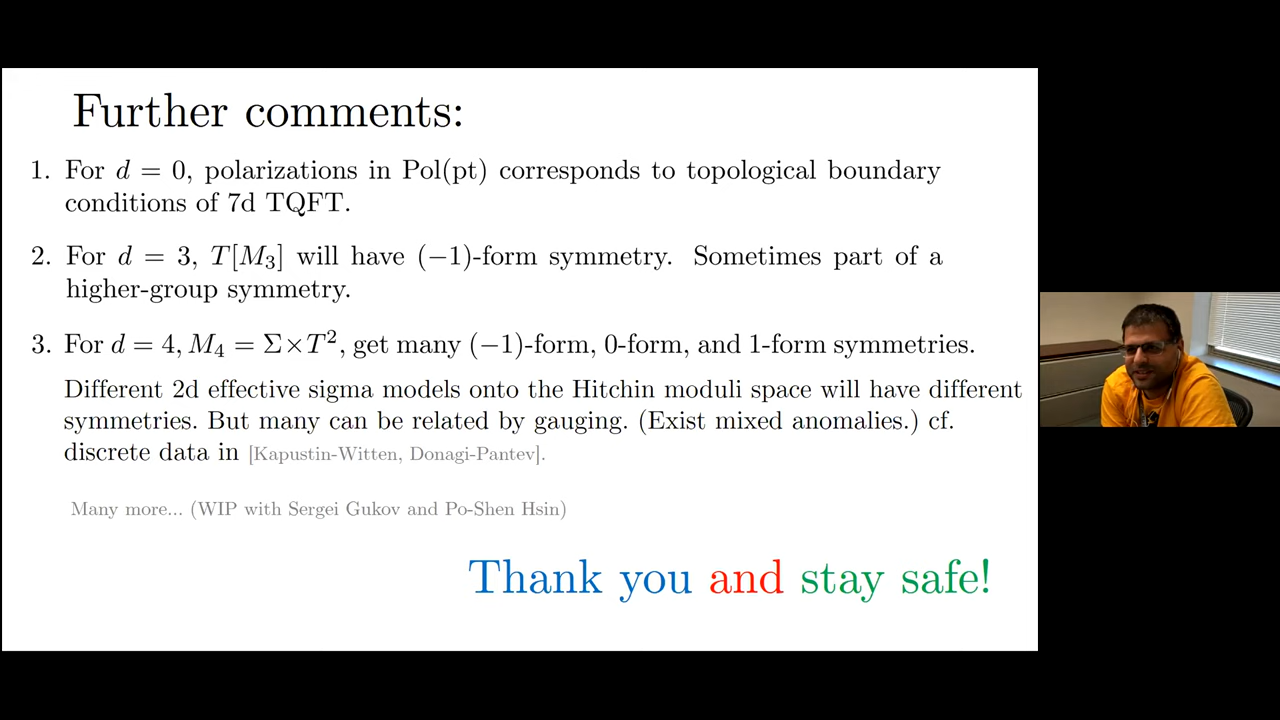 Further comments:
1. For d = 0, polarizations in Pol(pt) corresponds to topological boundary
conditions of 7d TQFT.
2. For d = 3, T[M₃] will have (−1)-form symmetry. Sometimes part of a
higher-group symmetry.
3. For d = 4, M₄ = Σ×T², get many (−1)-form, 0-form, and 1-form symmetries.
Different 2d effective sigma models onto the Hitchin moduli space will have different
symmetries. But many can be related by gauging. (Exist mixed anomalies.) cf.
discrete data in [Kapustin-Witten, Donagi-Pantev].
Many more... (WIP with Sergei Gukov and Po-Shen Hsin)
Thank you and stay safe!